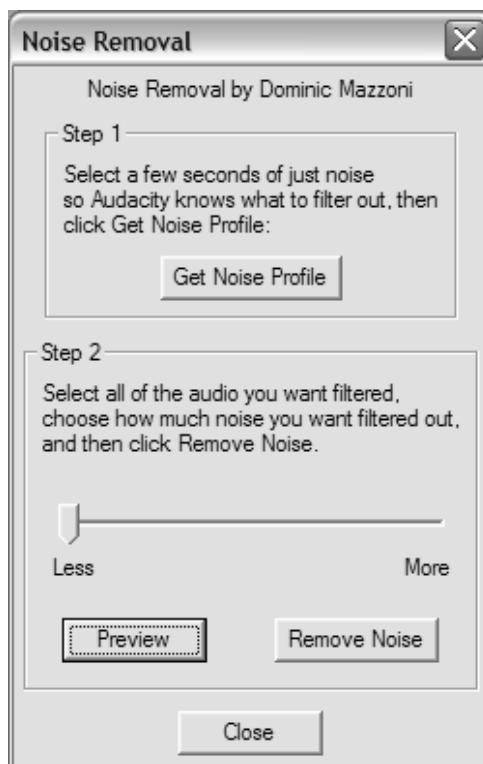 Noise Removal
Noise Removal by Dominic Mazzoni
Step 1
Select a few seconds of just noise
so Audacity knows what to filter out, then
click Get Noise Profile:
Get Noise Profile
Step 2
Select all of the audio you want filtered,
choose how much noise you want filtered out,
and then click Remove Noise.
Less More
Preview Remove Noise
Close